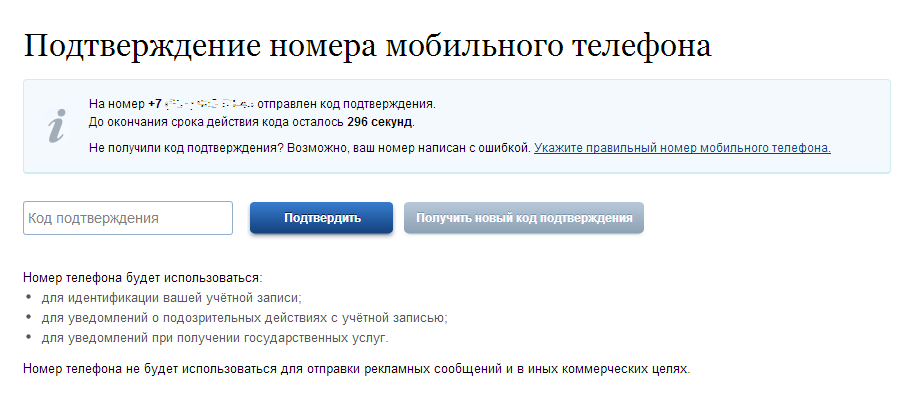 Подтверждение номера мобильного телефона
На номер +7 отправлен код подтверждения.
До окончания срока действия кода осталось 296 секунд.
Не получили код подтверждения? Возможно, ваш номер написан с ошибкой. Укажите правильный номер мобильного телефона.
Код подтверждения Подтвердить Получить новый код подтверждения
Номер телефона будет использоваться:
• для идентификации вашей учётной записи;
• для уведомлений о подозрительных действиях с учётной записью;
• для уведомлений при получении государственных услуг.
Номер телефона не будет использоваться для отправки рекламных сообщений и в иных коммерческих целях.